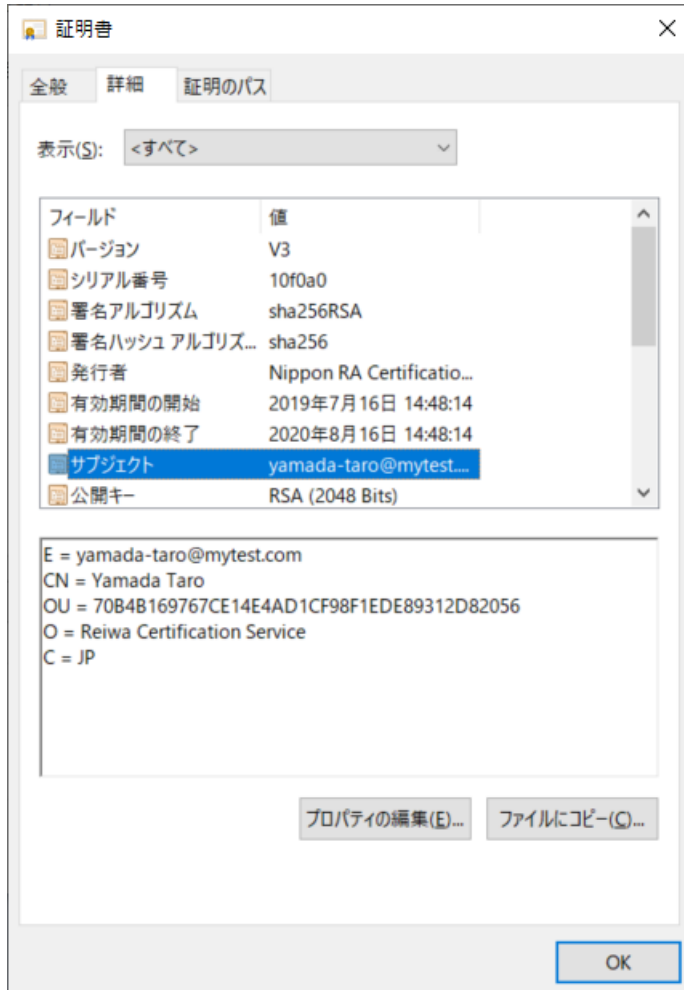 証明書
全般 詳細 証明のパス
表示(S): <すべて>
フィールド 値
バージョン V3
シリアル番号 10f0a0
署名アルゴリズム sha256RSA
署名ハッシュ アルゴリズ... sha256
発行者 Nippon RA Certificatio...
有効期間の開始 2019年7月16日 14:48:14
有効期間の終了 2020年8月16日 14:48:14
サブジェクト yamada-taro@mytest....
公開キー RSA (2048 Bits)
E = yamada-taro@mytest.com
CN = Yamada Taro
OU = 70B4B169767CE14E4AD1CF98F1EDE89312D82056
O = Reiwa Certification Service
C = JP
プロパティの編集(E)... ファイルにコピー(C)...
OK